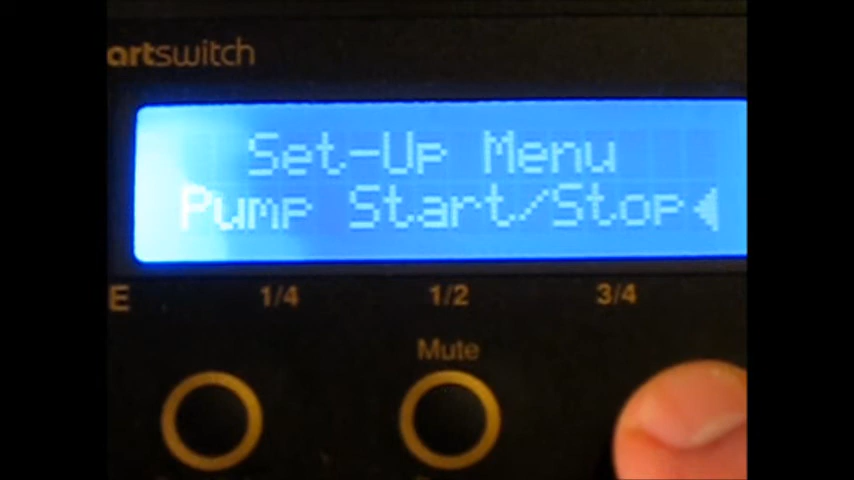 artswitch
Set-Up Menu
Pump Start/Stop◀
E 1/4 1/2 3/4
Mute